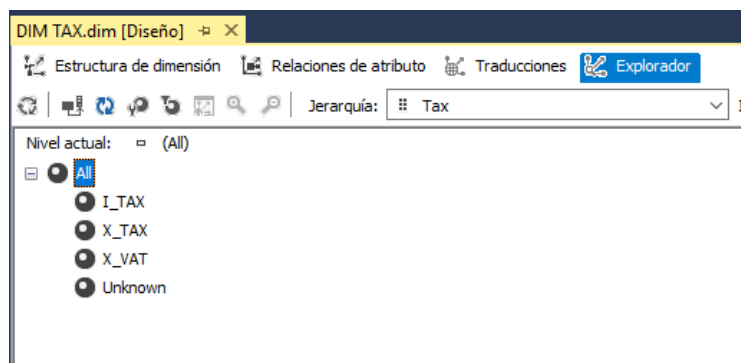 DIM TAX.dim [Diseño]
Estructura de dimensión Relaciones de atributo Traducciones Explorador
Jerarquía: Tax
Nivel actual: (All)
All
I_TAX
X_TAX
X_VAT
Unknown